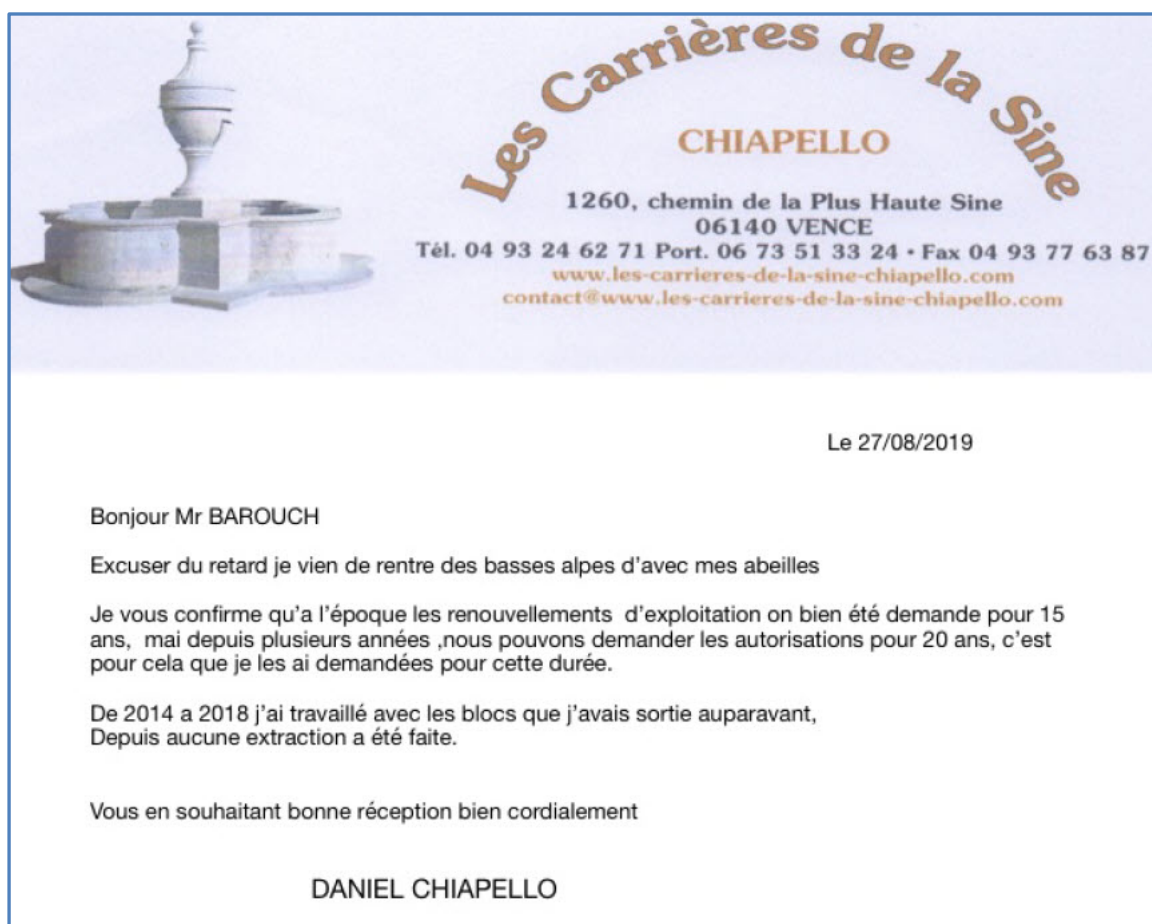 Les Carrières de la Sine
CHIAPELLO
1260, chemin de la Plus Haute Sine
06140 VENCE
Tél. 04 93 24 62 71 Port. 06 73 51 33 24 • Fax 04 93 77 63 87
www.les-carrieres-de-la-sine-chiapello.com
contact@www.les-carrieres-de-la-sine-chiapello.com
Le 27/08/2019
Bonjour Mr BAROUCH
Excuser du retard je vien de rentre des basses alpes d'avec mes abeilles
Je vous confirme qu'a l'époque les renouvellements  d'exploitation on bien été demande pour 15
ans,  mai depuis plusieurs années ,nous pouvons demander les autorisations pour 20 ans, c'est
pour cela que je les ai demandées pour cette durée.
De 2014 a 2018 j'ai travaillé avec les blocs que j'avais sortie auparavant,
Depuis aucune extraction a été faite.
Vous en souhaitant bonne réception bien cordialement
DANIEL CHIAPELLO